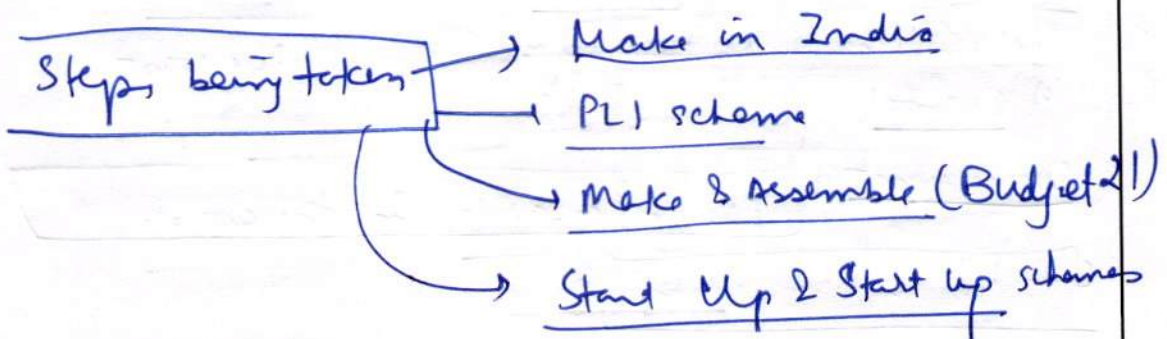 Make in India
Steps being taken
PLI scheme
Make & Assemble (Budget 21)
Stand Up & Start up schemes